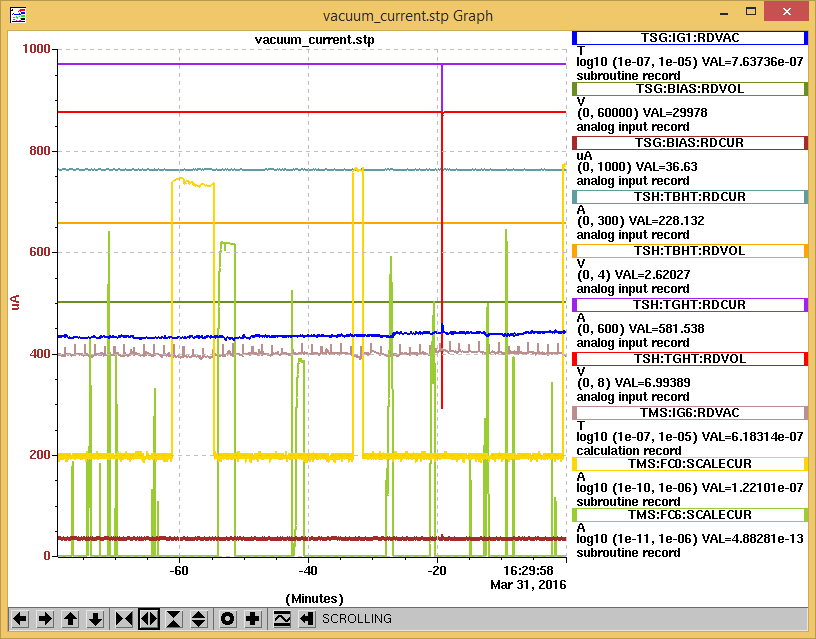 vacuum_current.stp Graph
vacuum_current.stp
1000
800
600
uA
400
200
0
-60
-40
-20
16:29:58
Mar 31, 2016
(Minutes)
TSG:IG1:RDVAC
T
log10 (1e-07, 1e-05) VAL=7.63736e-07
subroutine record
TSG:BIAS:RDVOL
V
(0, 60000) VAL=29978
analog input record
TSG:BIAS:RDCUR
uA
(0, 1000) VAL=36.63
analog input record
TSH:TBHT:RDCUR
A
(0, 300) VAL=228.132
analog input record
TSH:TBHT:RDVOL
V
(0, 4) VAL=2.62027
analog input record
TSH:TGHT:RDCUR
A
(0, 600) VAL=581.538
analog input record
TSH:TGHT:RDVOL
V
(0, 8) VAL=6.99389
analog input record
TMS:IG6:RDVAC
T
log10 (1e-07, 1e-05) VAL=6.18314e-07
calculation record
TMS:FC0:SCALECUR
A
log10 (1e-10, 1e-06) VAL=1.22101e-07
subroutine record
TMS:FC6:SCALECUR
A
log10 (1e-11, 1e-06) VAL=4.88281e-13
subroutine record
SCROLLING